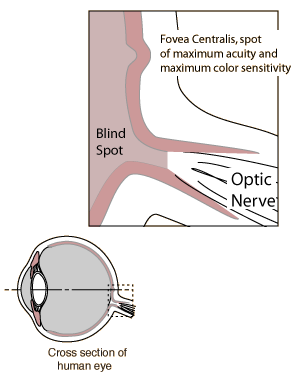 Fovea Centralis, spot
of maximum acuity and
maximum color sensitivity
Blind
Spot
Optic
Nerve
Cross section of
human eye